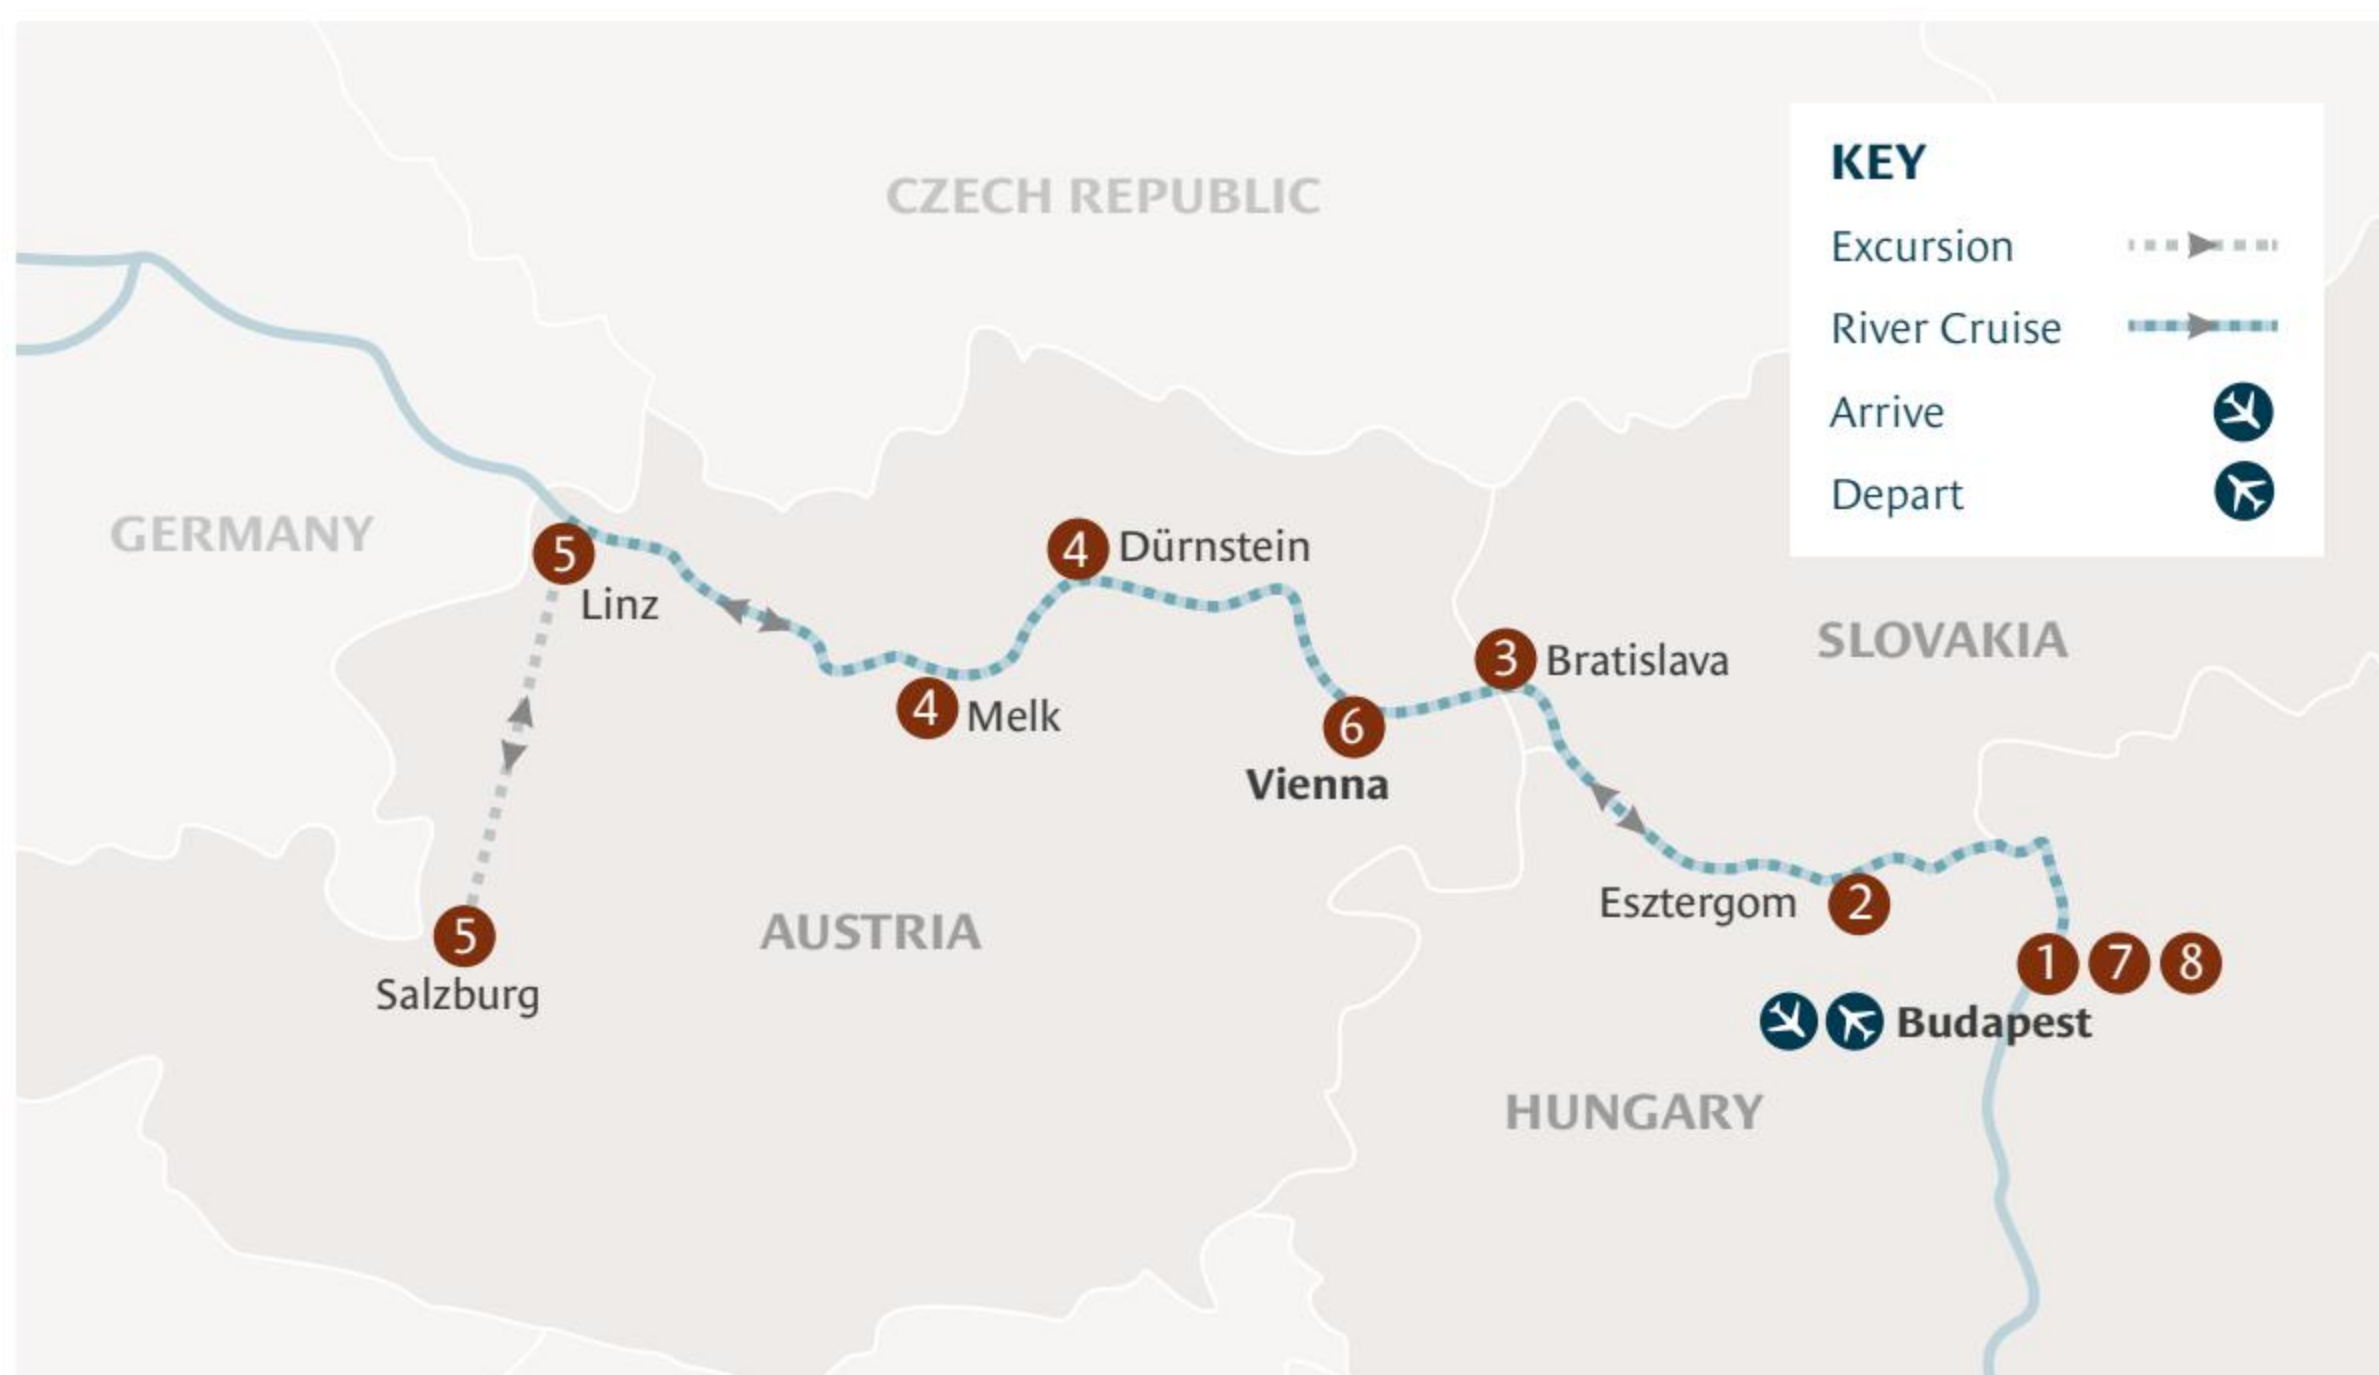 CZECH REPUBLIC
KEY
Excursion
River Cruise
Arrive
Depart
GERMANY
5
Linz
4 Dürnstein
SLOVAKIA
3 Bratislava
4 Melk
6
Vienna
Esztergom 2
5
Salzburg
AUSTRIA
1 7 8
Budapest
HUNGARY